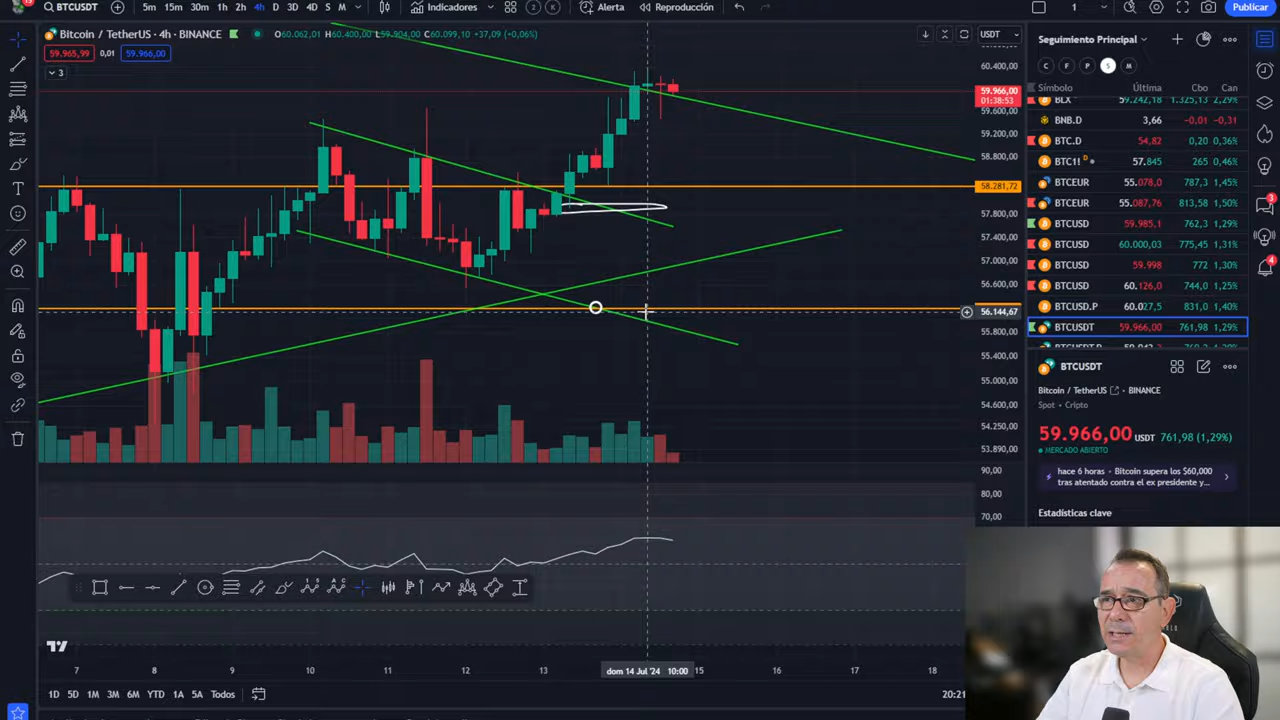 BTCUSDT 5m 15m 30m 1h 2h 4h D 3D 4D S M Indicadores 2 Alerta Reproducción 1 Publicar
Bitcoin / TetherUS · 4h · BINANCE O60.062,01 H60.400,00 L59.904,00 C60.099,10 +37,09 (+0,06%)
59.965,99 0,01 59.966,00
3
USDT
60.400,00
59.966,00
01:38:53
59.600,00
59.200,00
58.800,00
58.281,72
57.800,00
57.400,00
57.000,00
56.600,00
56.144,67
55.800,00
55.400,00
55.000,00
54.600,00
54.250,00
53.890,00
90,00
80,00
70,00
7 8 9 10 11 12 13 dom 14 Jul '24 10:00 15 16 17 18
1D 5D 1M 3M 6M YTD 1A 5A Todos 20:21
Seguimiento Principal
C F P S M
Símbolo Última Cbo Can
BLX 59.242,18 1.325,13 2,29%
BNB.D 3,66 −0,01 −0,31
BTC.D 54,82 0,20 0,36%
BTC1! D 57.845 265 0,46%
BTCEUR 55.078,0 787,3 1,45%
BTCEUR 55.087,76 813,58 1,50%
BTCUSD 59.985,1 762,3 1,29%
BTCUSD 60.000,03 775,45 1,31%
BTCUSD 59.998 772 1,30%
BTCUSD 60.126,0 744,0 1,25%
BTCUSD.P 60.027,5 831,0 1,40%
BTCUSDT 59.966,00 761,98 1,29%
BTCUSDT
Bitcoin / TetherUS · BINANCE
Spot · Cripto
59.966,00 USDT 761,98 (1,29%)
MERCADO ABIERTO
hace 6 horas · Bitcoin supera los $60,000
tras atentado contra el ex presidente y...
Estadísticas clave
3
4